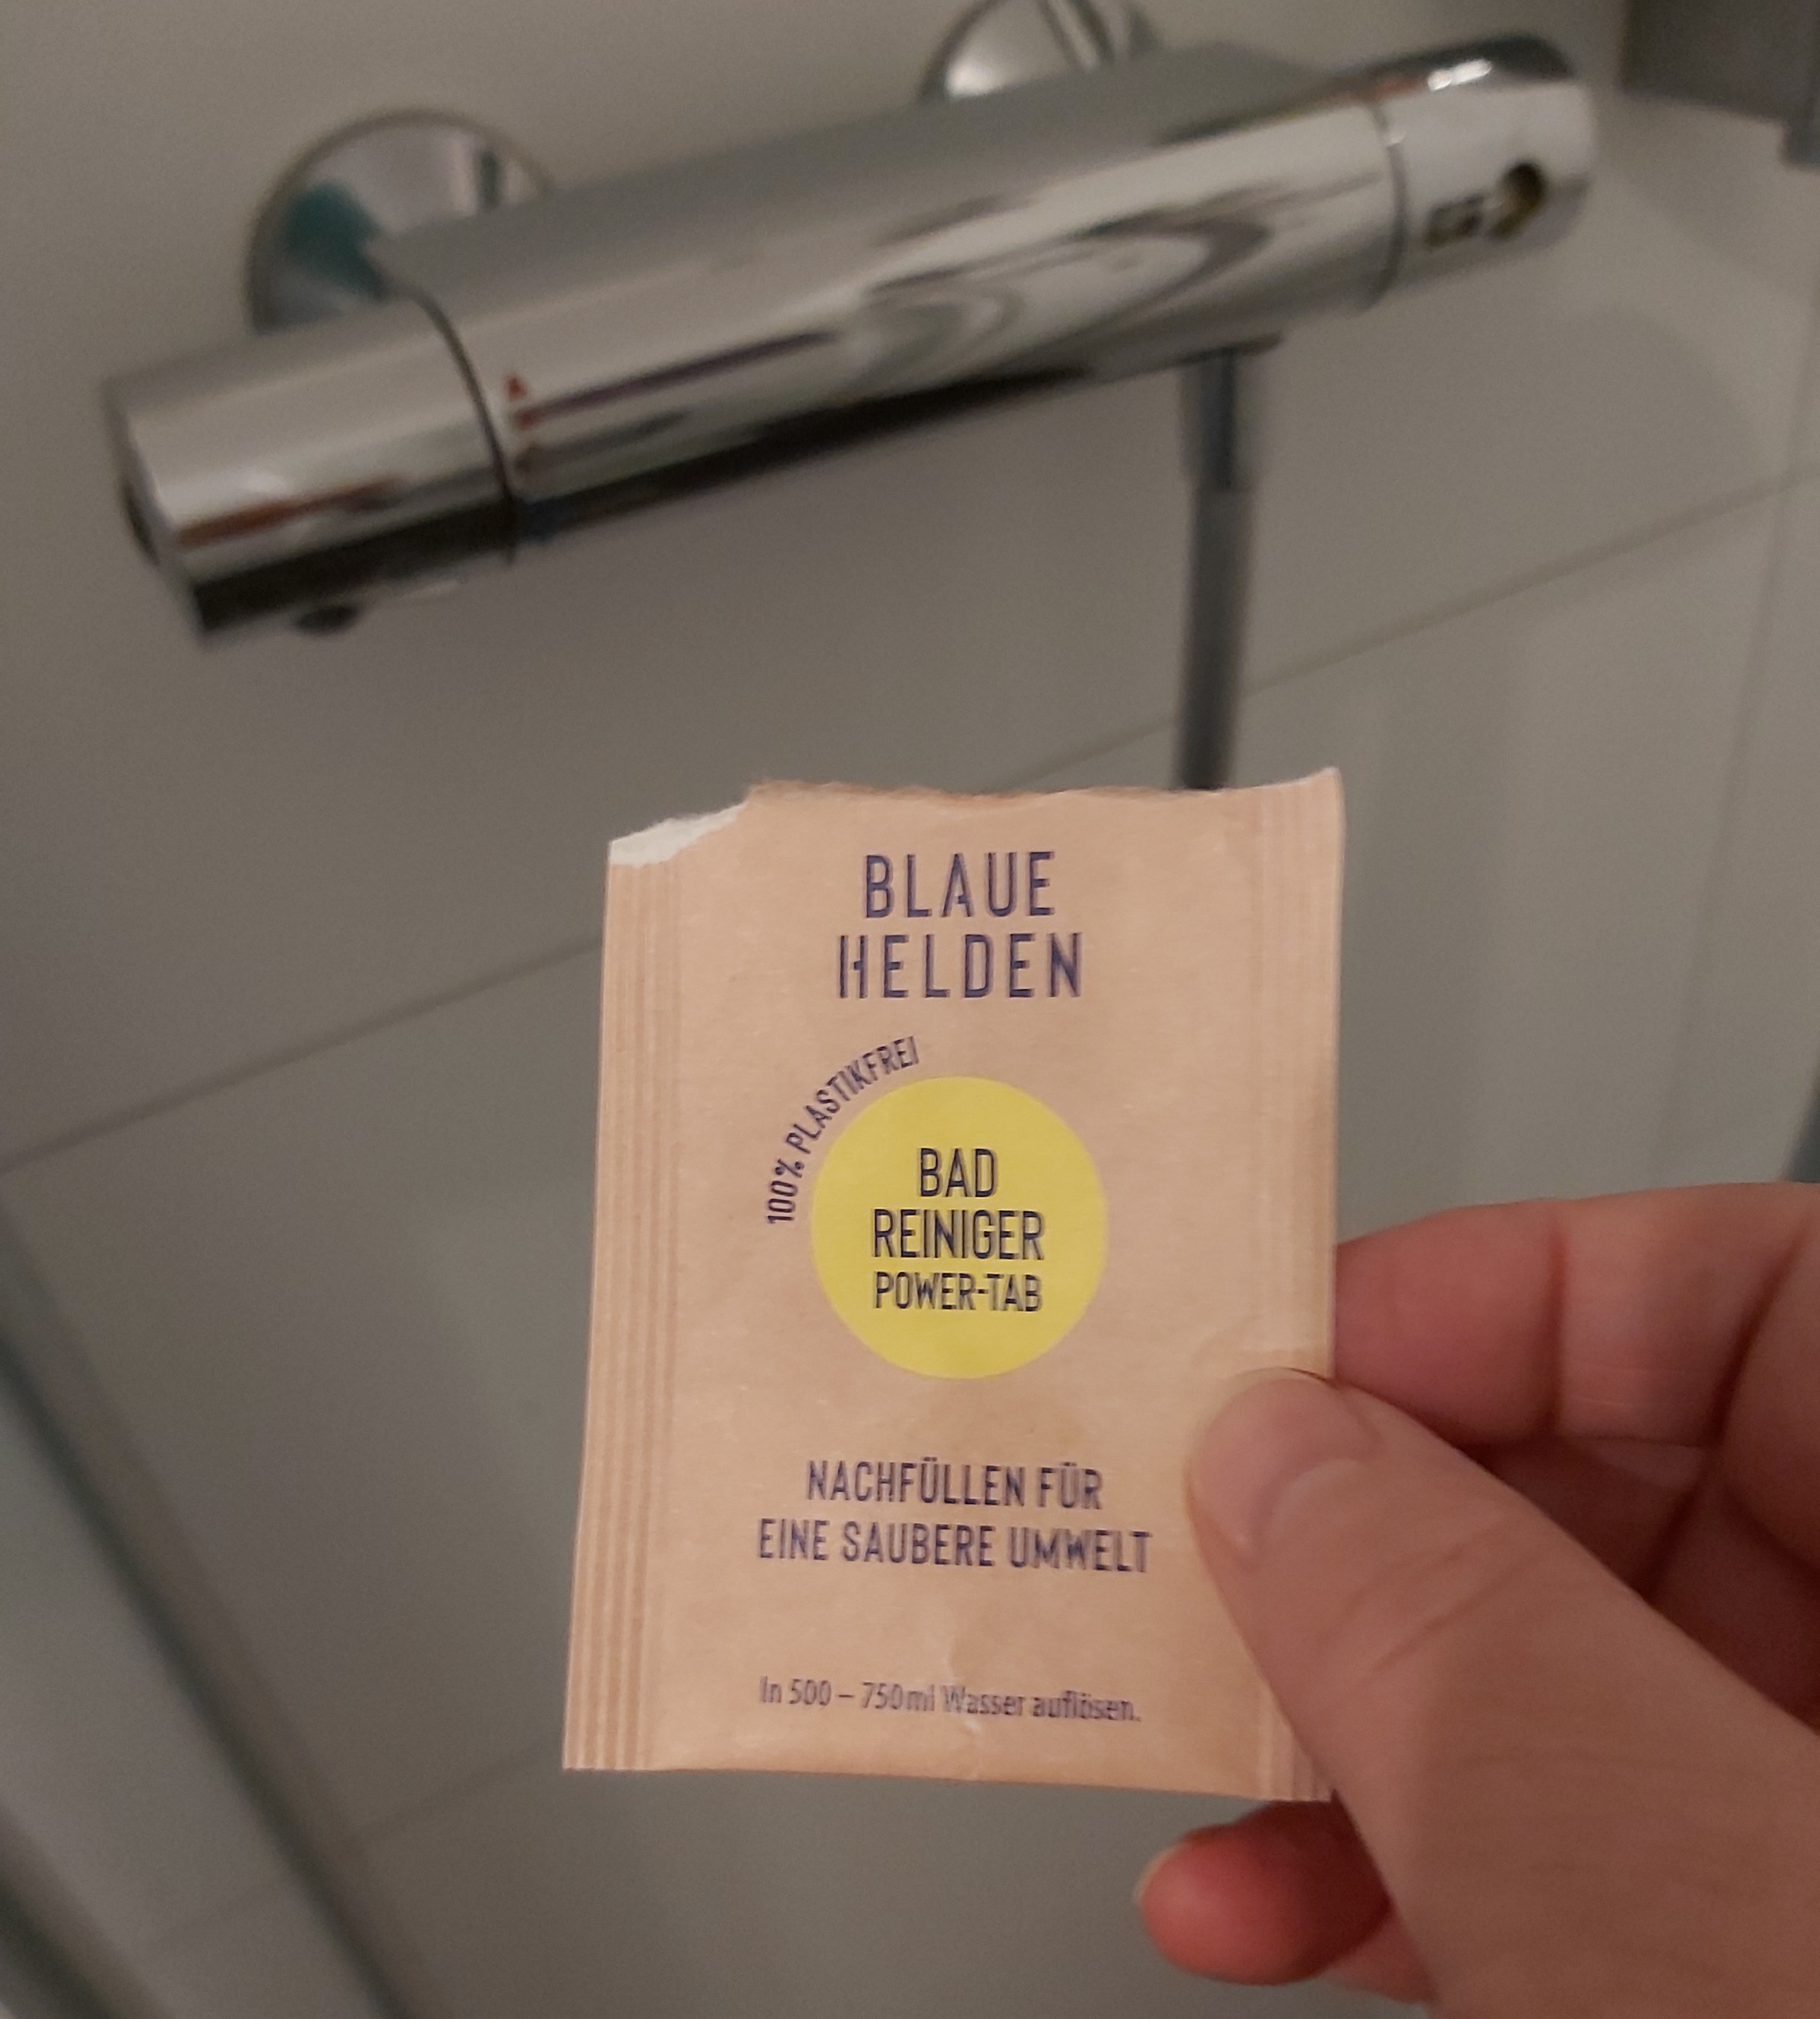 BLAUE
HELDEN
100% PLASTIKFREI
BAD
REINIGER
POWER-TAB
NACHFÜLLEN FÜR
EINE SAUBERE UMWELT
In 500 – 750ml Wasser auflösen.